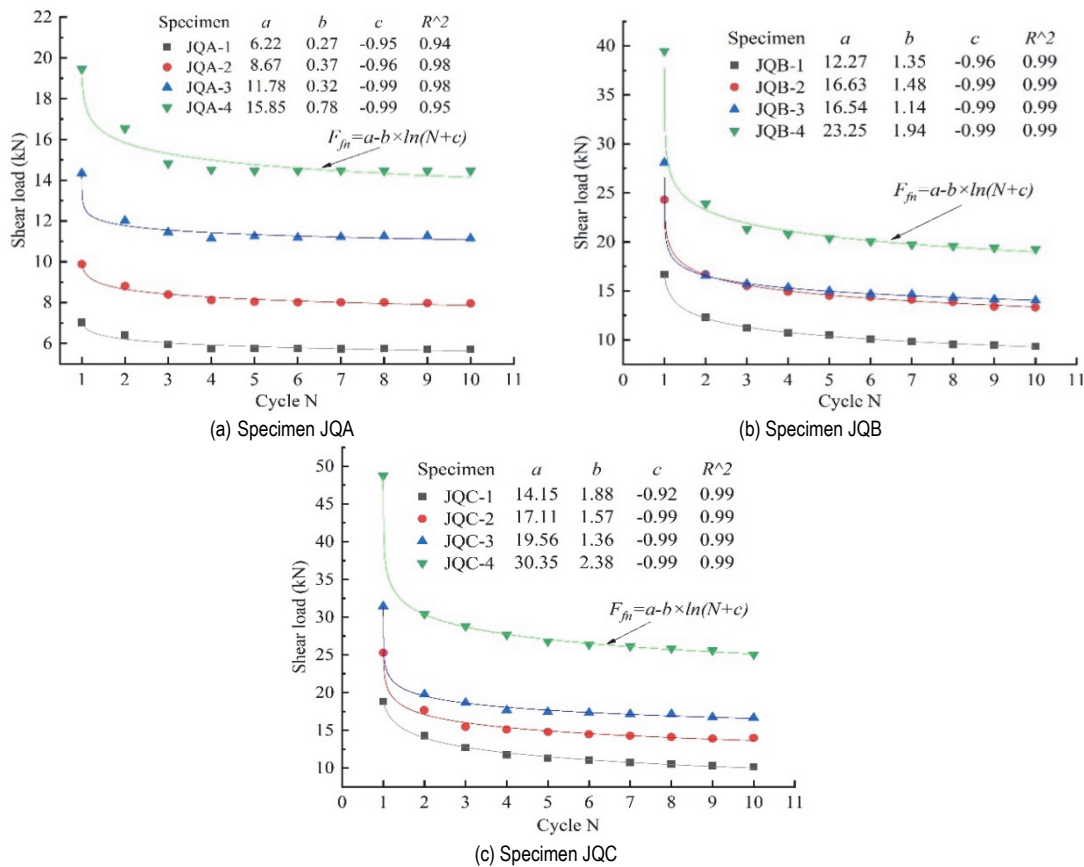 Specimen a b c R^2
JQA-1 6.22 0.27 -0.95 0.94
JQA-2 8.67 0.37 -0.96 0.98
JQA-3 11.78 0.32 -0.99 0.98
JQA-4 15.85 0.78 -0.99 0.95
F_fn=a-b×ln(N+c)
Shear load (kN)
22
20
18
16
14
12
10
8
6
1 2 3 4 5 6 7 8 9 10 11
Cycle N
(a) Specimen JQA
Specimen a b c R^2
JQB-1 12.27 1.35 -0.96 0.99
JQB-2 16.63 1.48 -0.99 0.99
JQB-3 16.54 1.14 -0.99 0.99
JQB-4 23.25 1.94 -0.99 0.99
F_fn=a-b×ln(N+c)
Shear load (kN)
40
35
30
25
20
15
10
0 1 2 3 4 5 6 7 8 9 10 11
Cycle N
(b) Specimen JQB
Specimen a b c R^2
JQC-1 14.15 1.88 -0.92 0.99
JQC-2 17.11 1.57 -0.99 0.99
JQC-3 19.56 1.36 -0.99 0.99
JQC-4 30.35 2.38 -0.99 0.99
F_fn=a-b×ln(N+c)
Shear load (kN)
50
45
40
35
30
25
20
15
10
0 1 2 3 4 5 6 7 8 9 10 11
Cycle N
(c) Specimen JQC